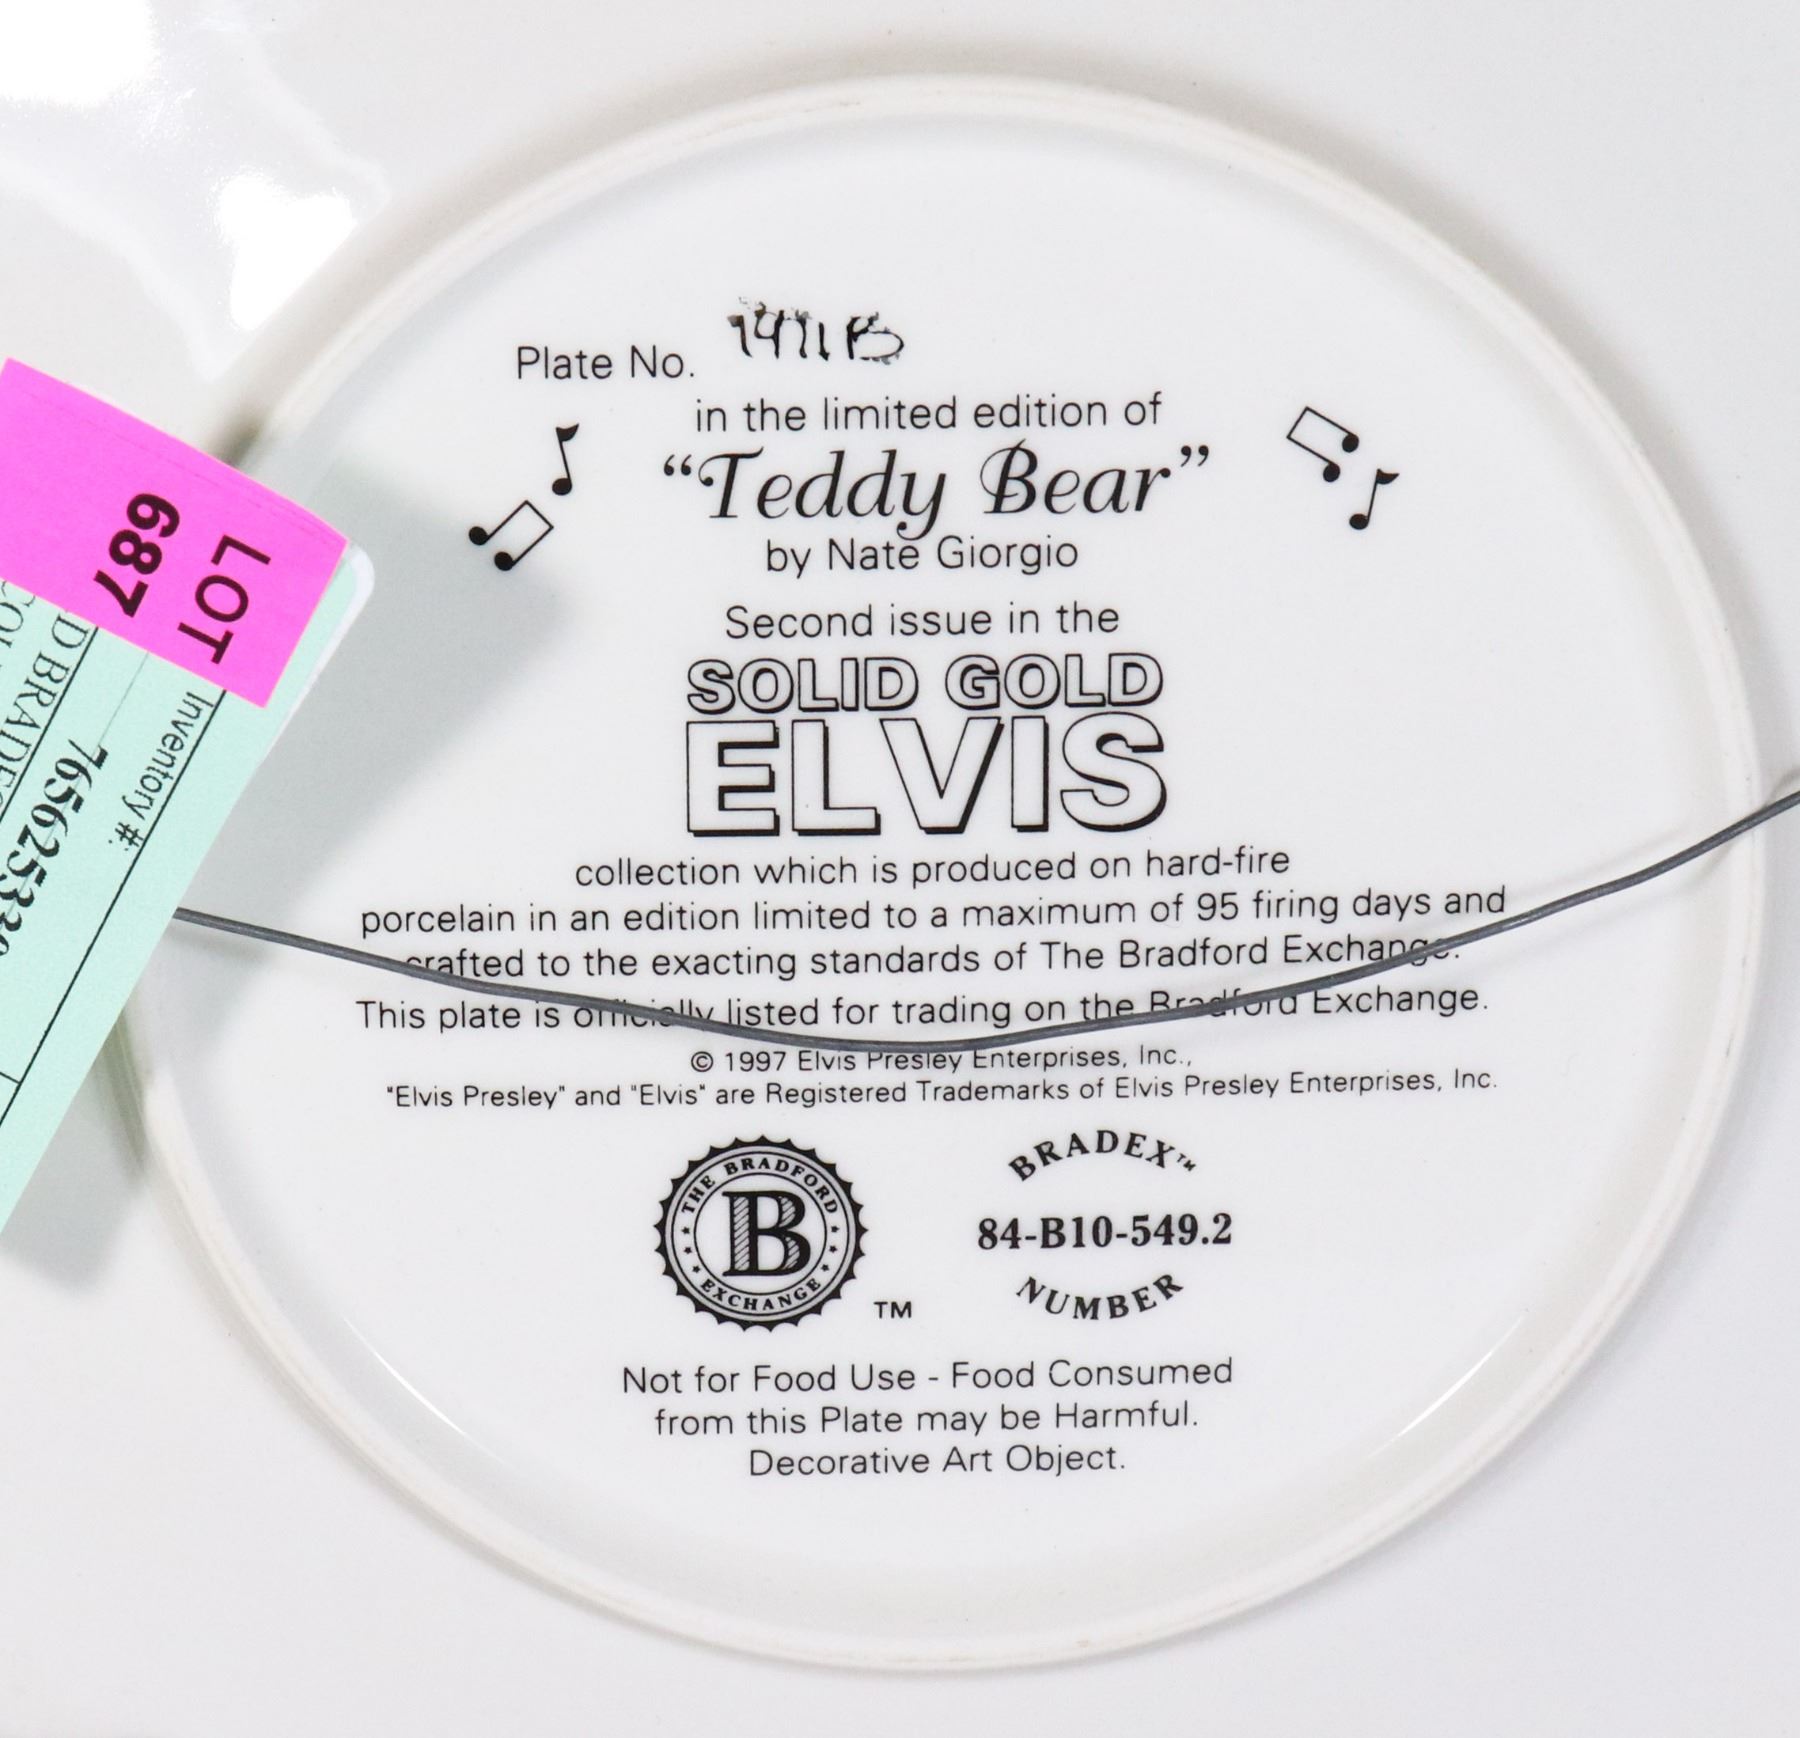 Plate No.
in the limited edition of
“Teddy Bear”
by Nate Giorgio
Second issue in the
SOLID GOLD
ELVIS
collection which is produced on hard-fire
porcelain in an edition limited to a maximum of 95 firing days and
crafted to the exacting standards of The Bradford Exchange.
This plate is officially listed for trading on the Bradford Exchange.
© 1997 Elvis Presley Enterprises, Inc.,
"Elvis Presley" and "Elvis" are Registered Trademarks of Elvis Presley Enterprises, Inc.
THE BRADFORD
B
EXCHANGE
TM
BRADEX™
84-B10-549.2
NUMBER
Not for Food Use - Food Consumed
from this Plate may be Harmful.
Decorative Art Object.
LOT
687
Inventory #: